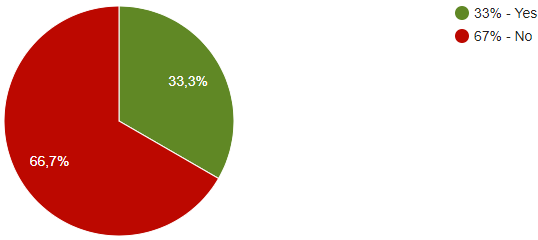 33% - Yes
67% - No
33,3%
66,7%